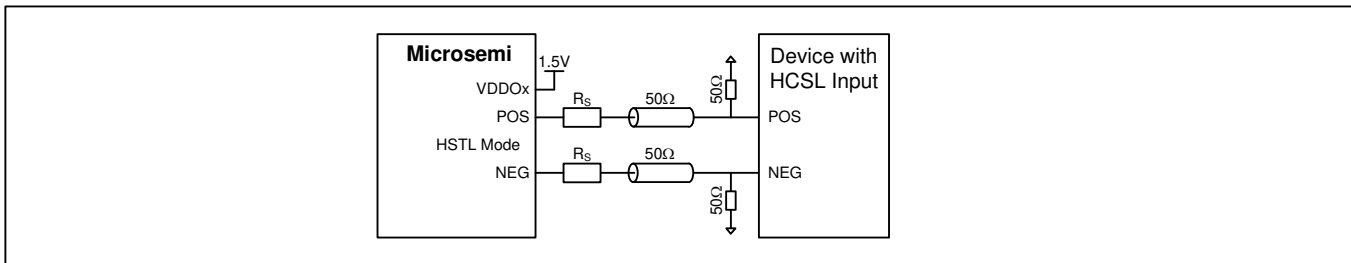 Microsemi
1.5V
VDDOx
POS
HSTL Mode
NEG
RS
50Ω
50Ω
RS
50Ω
50Ω
Device with
HCSL Input
POS
NEG